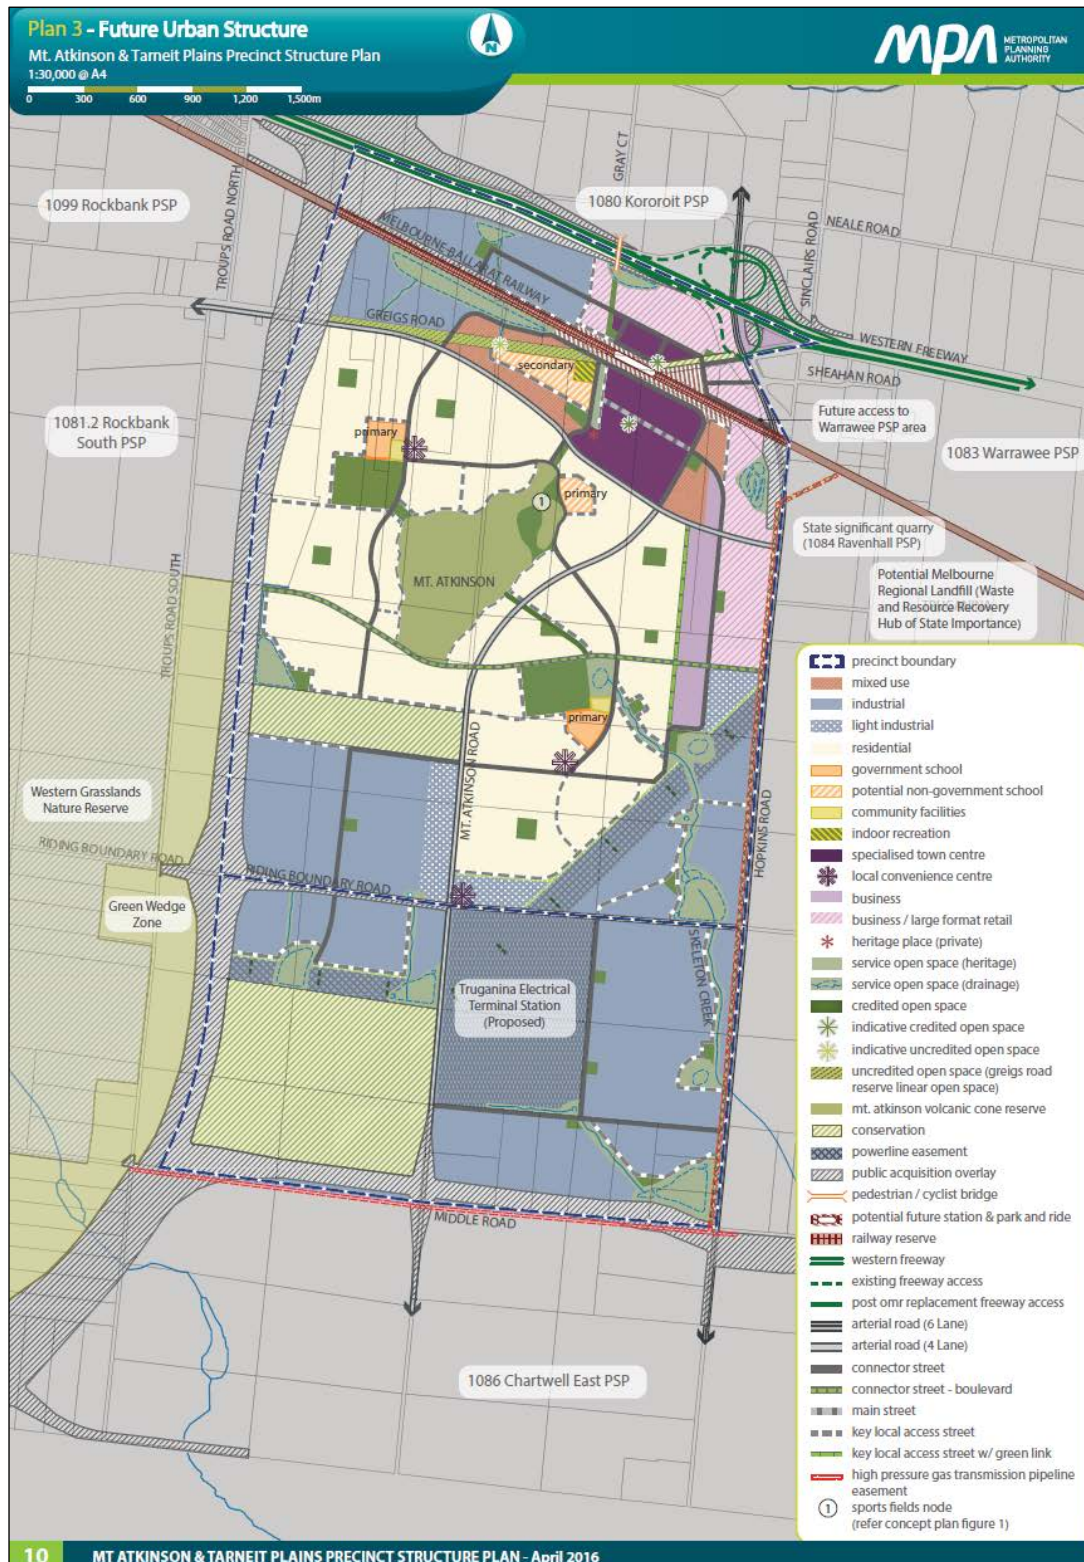 Plan 3 - Future Urban Structure
Mt. Atkinson & Tarneit Plains Precinct Structure Plan
1:30,000 @ A4
0 300 600 900 1,200 1,500m
N
MPA METROPOLITAN
PLANNING
AUTHORITY
GRAY CT
1099 Rockbank PSP
1080 Kororoit PSP
TROUPS ROAD NORTH
NEALE ROAD
SINCLAIRS ROAD
MELBOURNE-BALLARAT RAILWAY
GREIGS ROAD
WESTERN FREEWAY
SHEAHAN ROAD
secondary
1081.2 Rockbank
South PSP
Future access to
Warrawee PSP area
primary
1083 Warrawee PSP
primary
1
State significant quarry
(1084 Ravenhall PSP)
MT. ATKINSON
Potential Melbourne
Regional Landfill (Waste
and Resource Recovery
Hub of State Importance)
TROUPS ROAD SOUTH
primary
MT. ATKINSON ROAD
HOPKINS ROAD
Western Grasslands
Nature Reserve
RIDING BOUNDARY ROAD
RIDING BOUNDARY ROAD
Green Wedge
Zone
SKELETON CREEK
Truganina Electrical
Terminal Station
(Proposed)
MIDDLE ROAD
1086 Chartwell East PSP
precinct boundary
mixed use
industrial
light industrial
residential
government school
potential non-government school
community facilities
indoor recreation
specialised town centre
local convenience centre
business
business / large format retail
heritage place (private)
service open space (heritage)
service open space (drainage)
credited open space
indicative credited open space
indicative uncredited open space
uncredited open space (greigs road
reserve linear open space)
mt. atkinson volcanic cone reserve
conservation
powerline easement
public acquisition overlay
pedestrian / cyclist bridge
potential future station & park and ride
railway reserve
western freeway
existing freeway access
post omr replacement freeway access
arterial road (6 Lane)
arterial road (4 Lane)
connector street
connector street - boulevard
main street
key local access street
key local access street w/ green link
high pressure gas transmission pipeline
easement
1 sports fields node
(refer concept plan figure 1)
10 MT ATKINSON & TARNEIT PLAINS PRECINCT STRUCTURE PLAN - April 2016